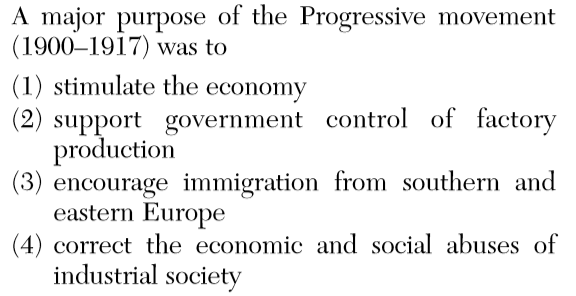 A major purpose of the Progressive movement
(1900–1917) was to
(1) stimulate the economy
(2) support government control of factory
production
(3) encourage immigration from southern and
eastern Europe
(4) correct the economic and social abuses of
industrial society